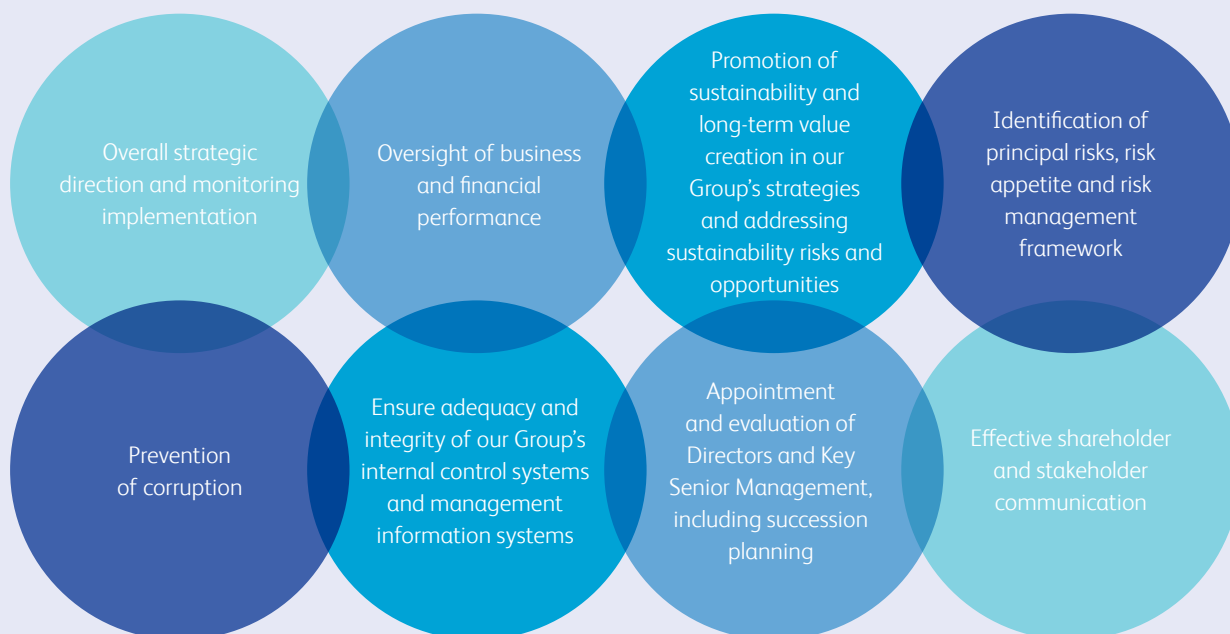 Overall strategic
direction and monitoring
implementation
Oversight of business
and financial
performance
Promotion of
sustainability and
long-term value
creation in our
Group's strategies
and addressing
sustainability risks and
opportunities
Identification of
principal risks, risk
appetite and risk
management
framework
Prevention
of corruption
Ensure adequacy and
integrity of our Group's
internal control systems
and management
information systems
Appointment
and evaluation of
Directors and Key
Senior Management,
including succession
planning
Effective shareholder
and stakeholder
communication